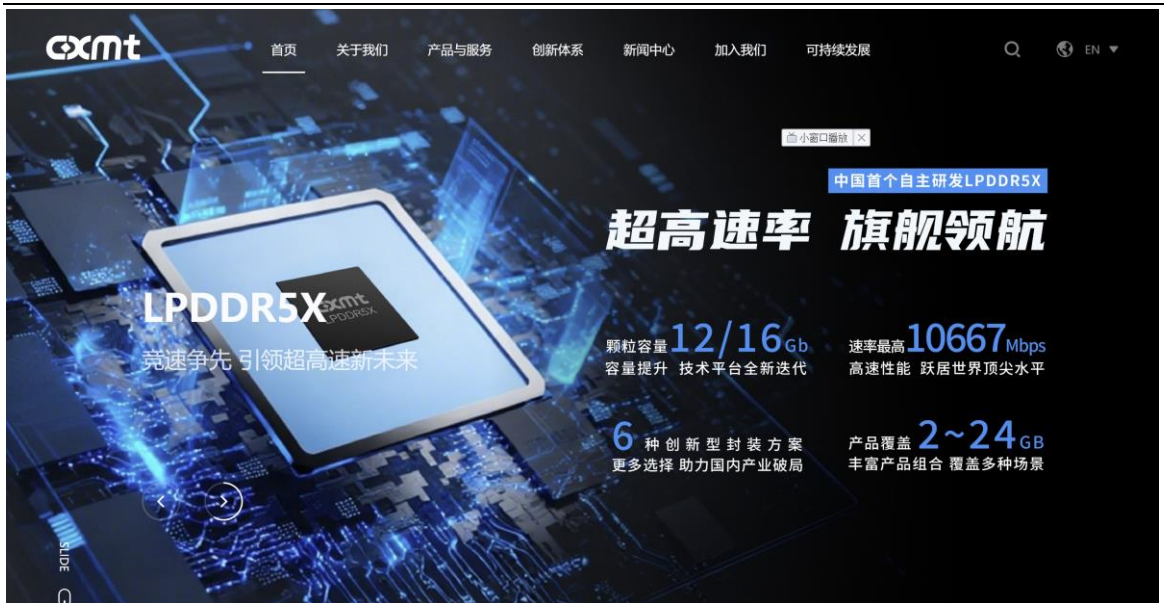 cxmt
首页 关于我们 产品与服务 创新体系 新闻中心 加入我们 可持续发展 EN
小窗口播放
中国首个自主研发LPDDR5X
超高速率 旗舰领航
cxmt
LPDDR5X
LPDDR5X
竞速争先 引领超高速新未来
颗粒容量12/16Gb
容量提升 技术平台全新迭代
速率最高10667Mbps
高速性能 跃居世界顶尖水平
6种创新型封装方案
更多选择 助力国内产业破局
产品覆盖2~24GB
丰富产品组合 覆盖多种场景
SLIDE